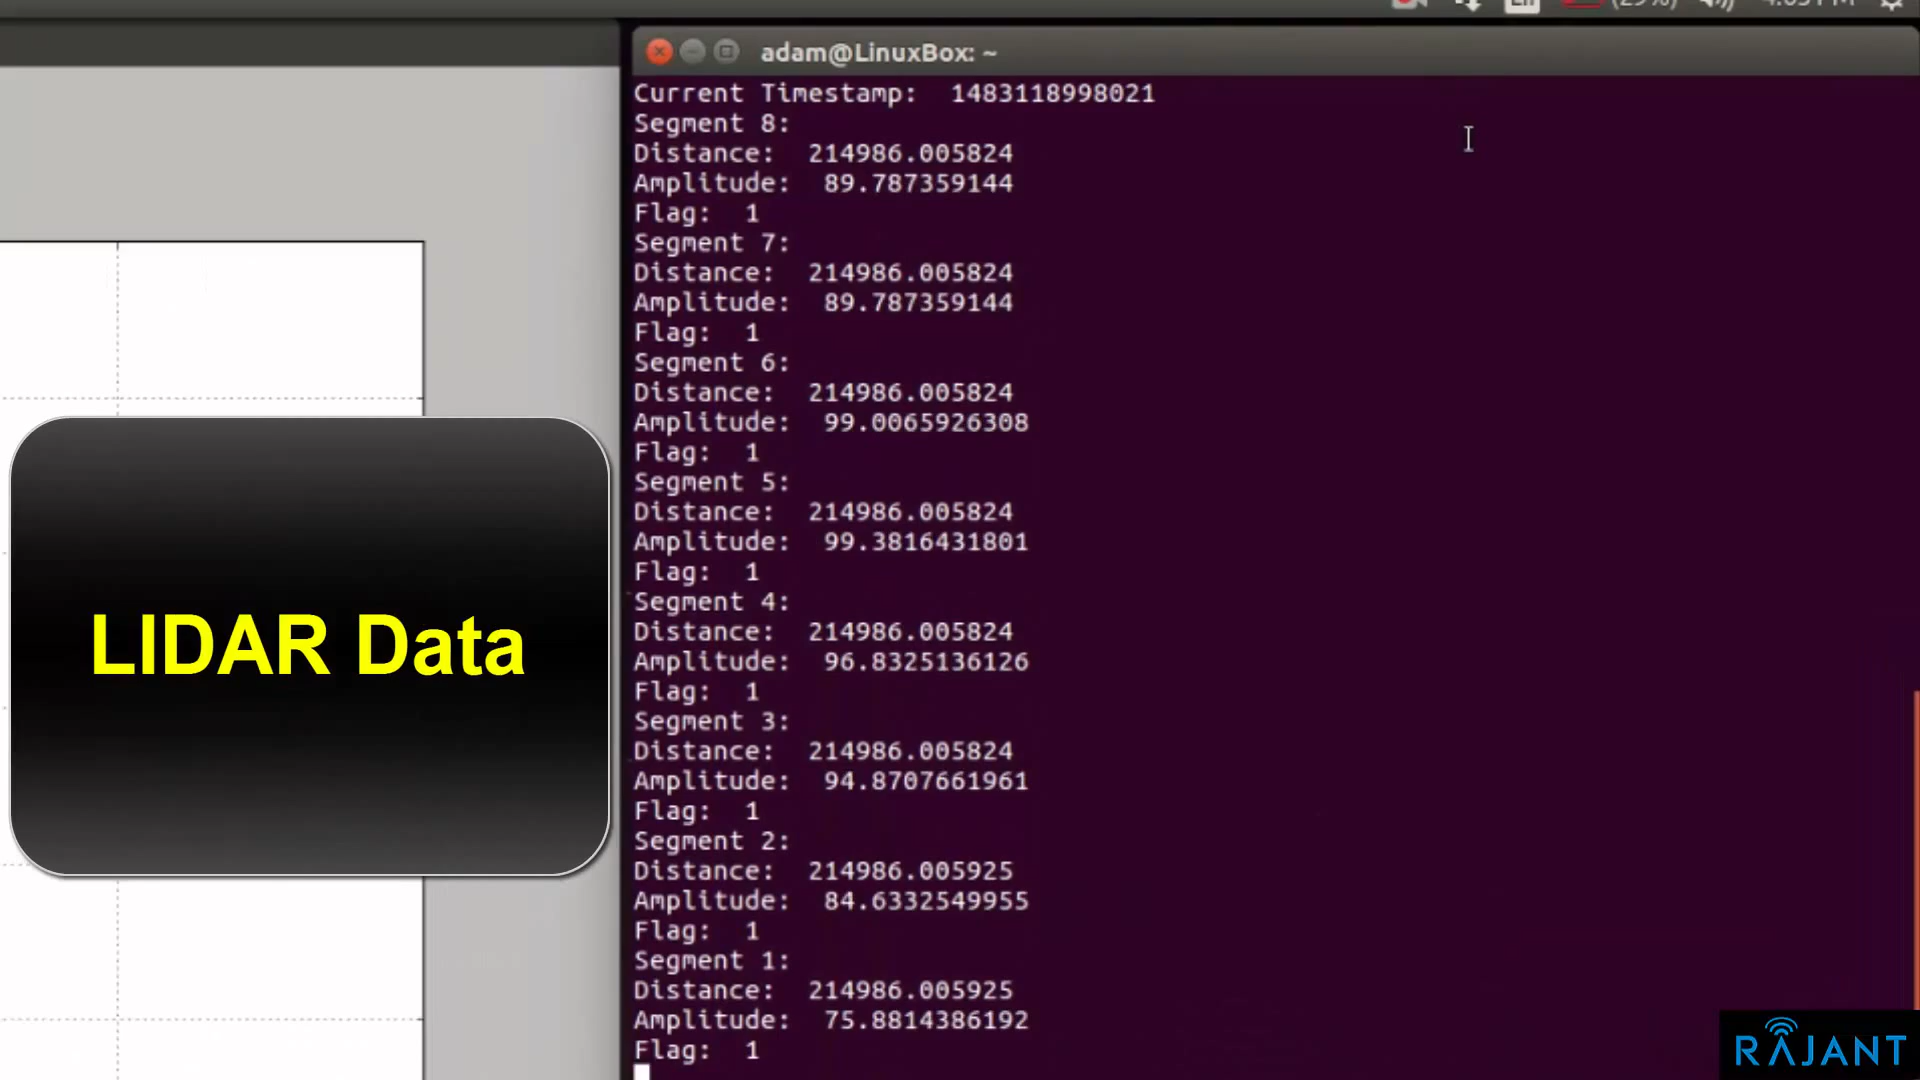 adam@LinuxBox: ~
Current Timestamp:  1483118998021
Segment 8:
Distance:  214986.005824
Amplitude:  89.787359144
Flag:  1
Segment 7:
Distance:  214986.005824
Amplitude:  89.787359144
Flag:  1
Segment 6:
Distance:  214986.005824
Amplitude:  99.0065926308
Flag:  1
Segment 5:
Distance:  214986.005824
Amplitude:  99.3816431801
Flag:  1
Segment 4:
Distance:  214986.005824
Amplitude:  96.8325136126
Flag:  1
Segment 3:
Distance:  214986.005824
Amplitude:  94.8707661961
Flag:  1
Segment 2:
Distance:  214986.005925
Amplitude:  84.6332549955
Flag:  1
Segment 1:
Distance:  214986.005925
Amplitude:  75.8814386192
Flag:  1
LIDAR Data
RAJANT